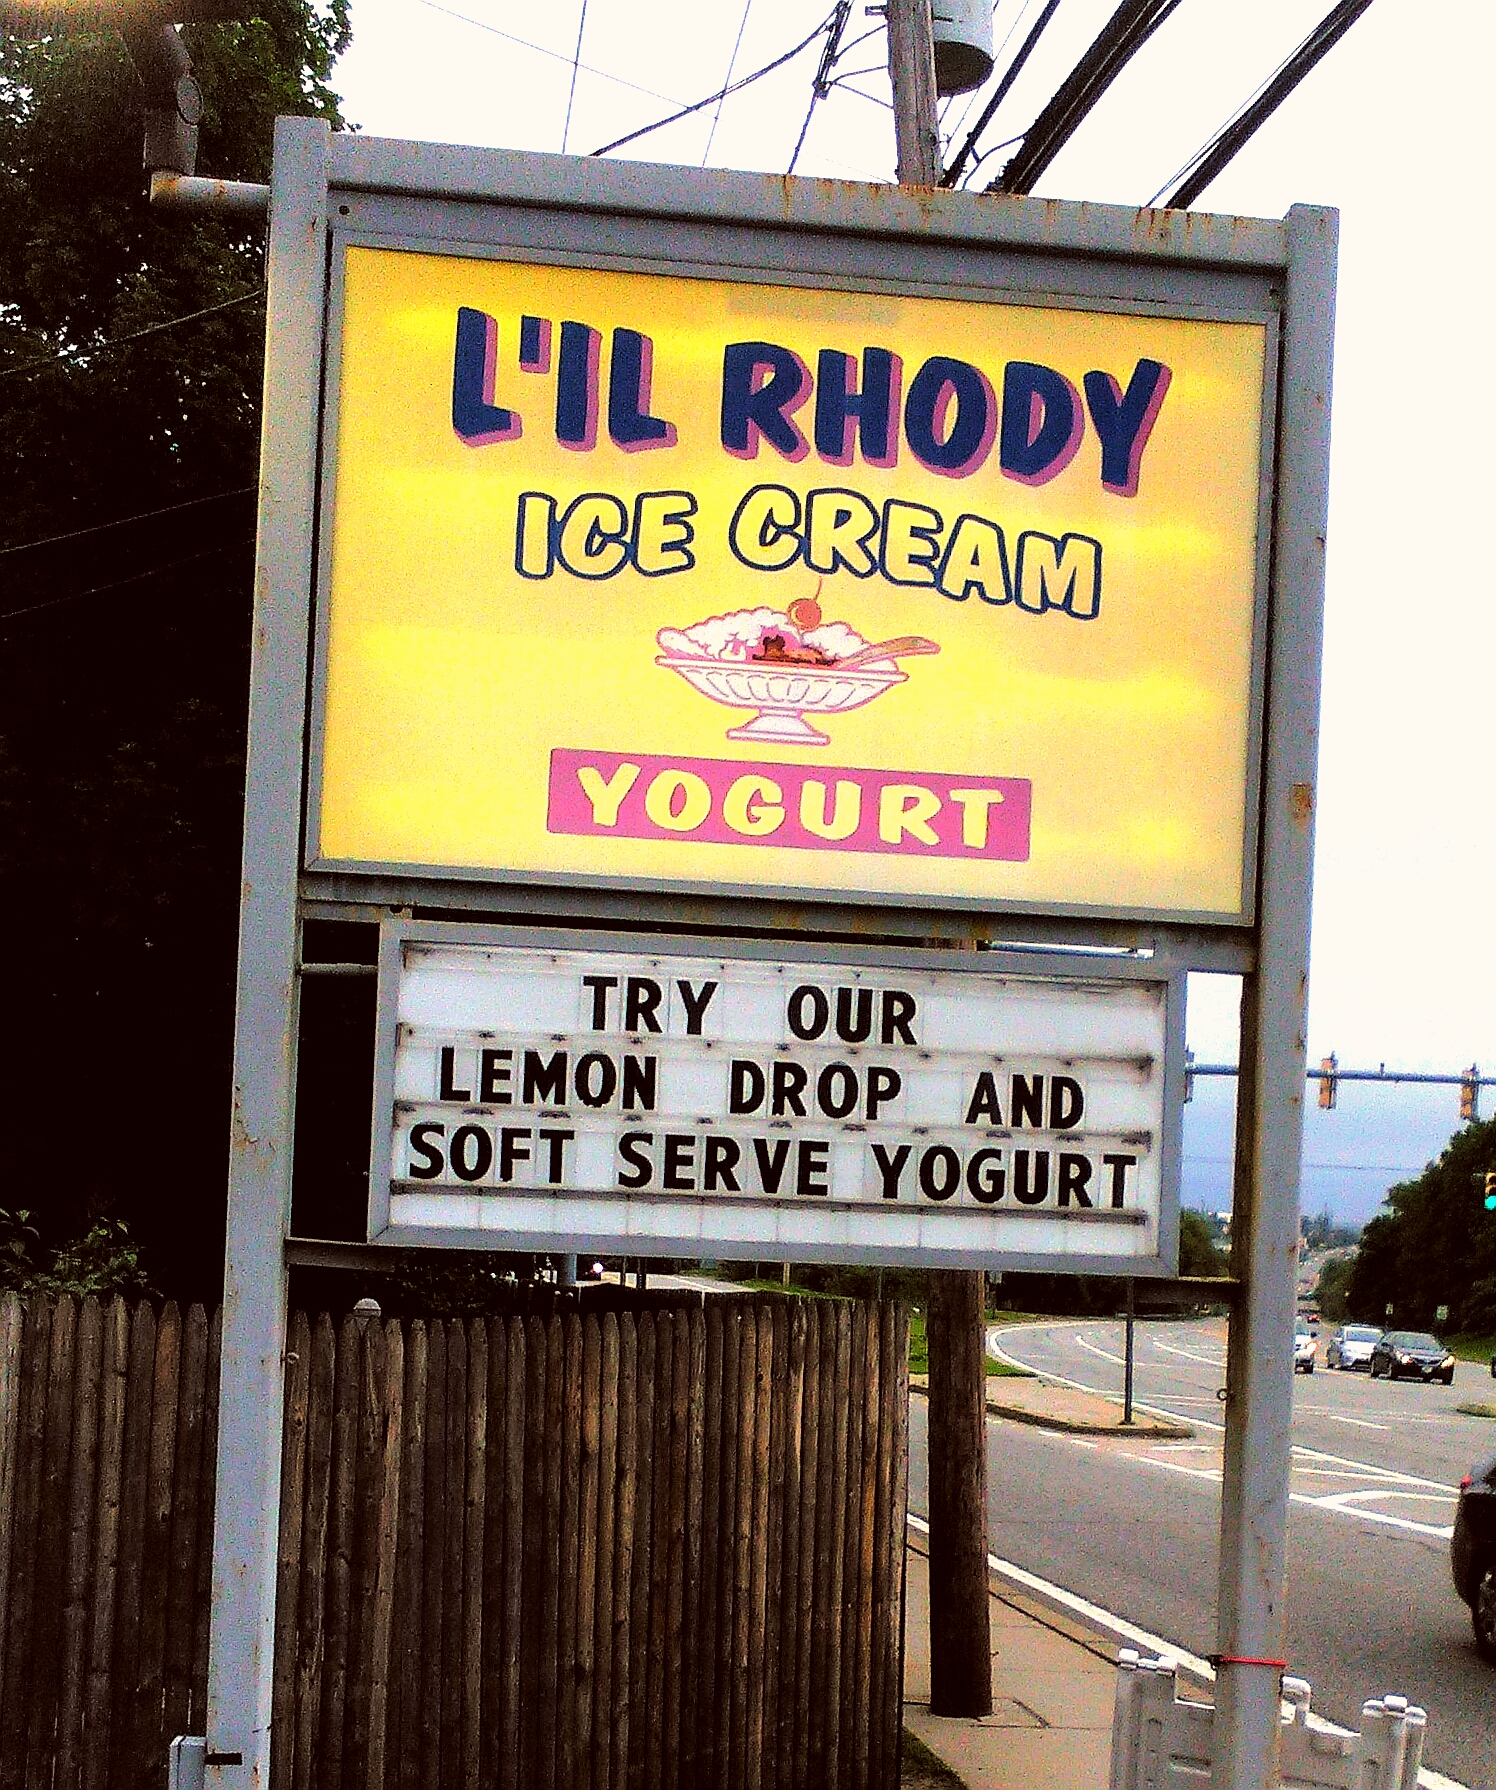 L'IL RHODY
ICE CREAM
YOGURT
TRY OUR
LEMON DROP AND
SOFT SERVE YOGURT